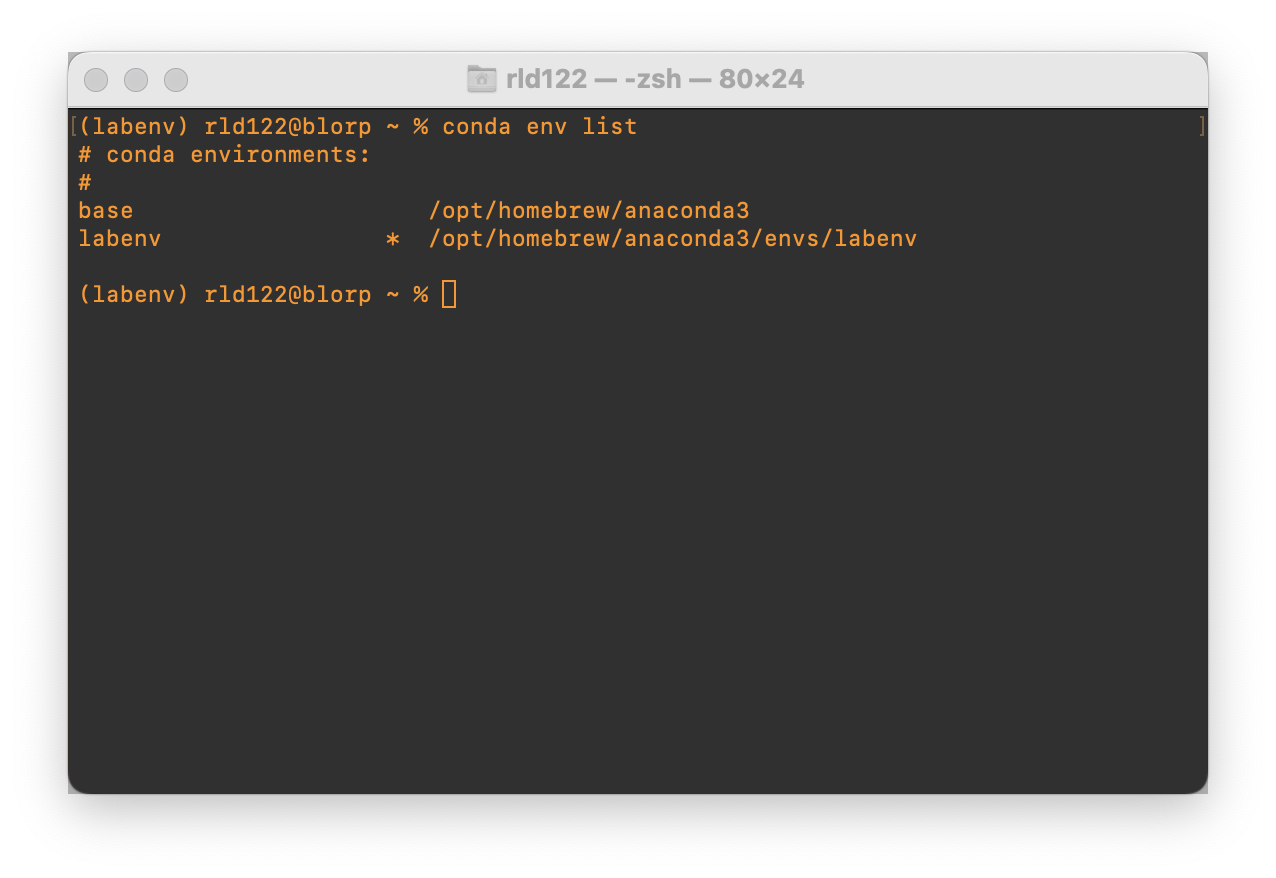 rld122 — -zsh — 80×24
[(labenv) rld122@blorp ~ % conda env list ]
# conda environments:
#
base                     /opt/homebrew/anaconda3
labenv                *  /opt/homebrew/anaconda3/envs/labenv
(labenv) rld122@blorp ~ %